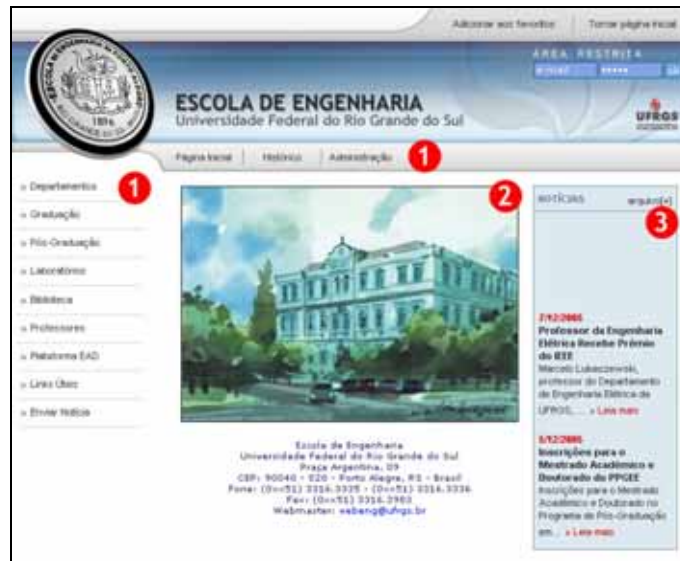 Adicionar aos favoritos
Tornar página inicial
ÁREA RESTRITA
ESCOLA DE ENGENHARIA
Universidade Federal do Rio Grande do Sul
UFRGS
1896
Página Inicial
Histórico
Administração
1
» Departamentos
1
» Graduação
» Pós-Graduação
» Laboratórios
» Biblioteca
» Professores
» Plataforma EAD
» Links Úteis
» Enviar Notícia
2
NOTÍCIAS
arquivo[+]
3
7/12/2005
Professor da Engenharia
Elétrica Recebe Prêmio
do IEEE
Marcelo Lubaszewski,
professor do Departamento
de Engenharia Elétrica da
UFRGS, ... » Leia mais
5/12/2005
Inscrições para o
Mestrado Acadêmico e
Doutorado do PPGEE
Inscrições para o Mestrado
Acadêmico e Doutorado no
Programa de Pós-Graduação
em... » Leia mais
Escola de Engenharia
Universidade Federal do Rio Grande do Sul
Praça Argentina, 09
CEP: 90040 - 020 - Porto Alegre, RS - Brasil
Fone: (0xx51) 3316.3335 - (0xx51) 3316.3336
Fax: (0xx51) 3316.3983
Webmaster: webeng@ufrgs.br